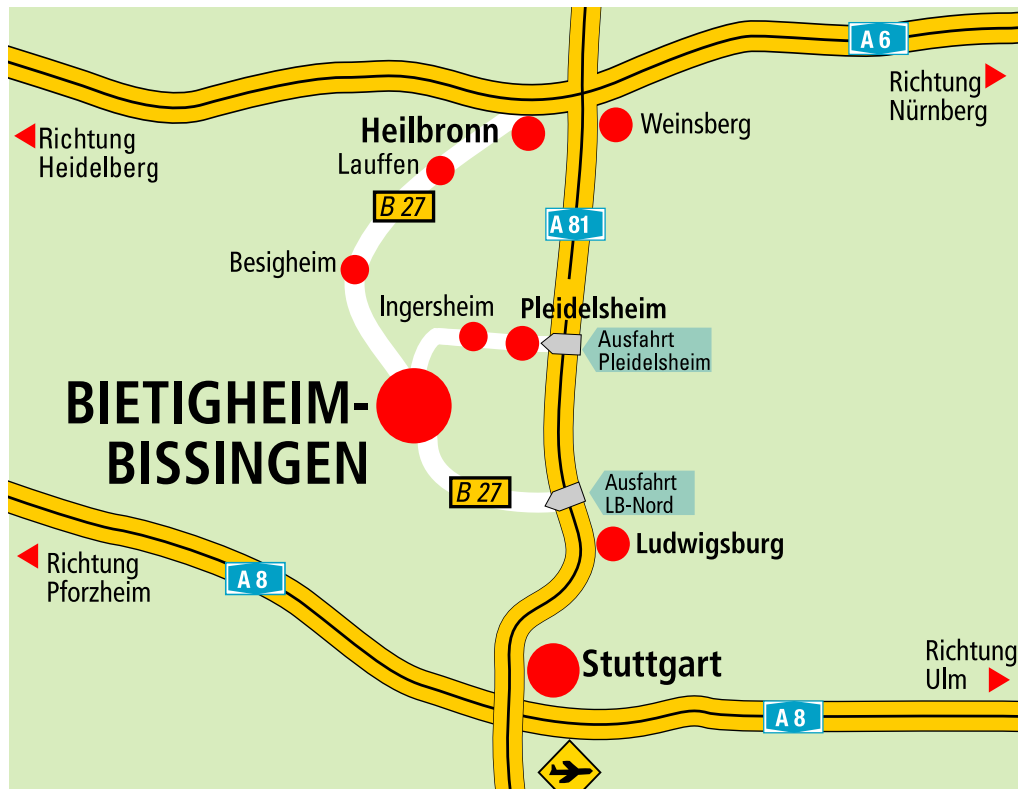 A 6
Richtung
Nürnberg
Richtung
Heidelberg
Heilbronn
Weinsberg
Lauffen
B 27
A 81
Besigheim
Ingersheim
Pleidelsheim
Ausfahrt
Pleidelsheim
BIETIGHEIM-
BISSINGEN
B 27
Ausfahrt
LB-Nord
Ludwigsburg
Richtung
Pforzheim
A 8
Stuttgart
Richtung
Ulm
A 8